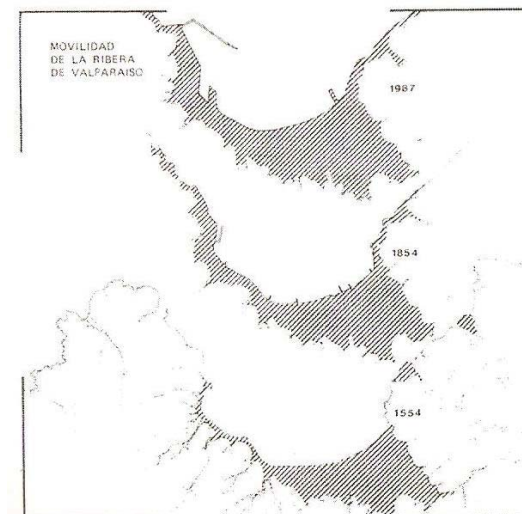 MOVILIDAD
DE LA RIBERA
DE VALPARAISO
1987
1854
1554